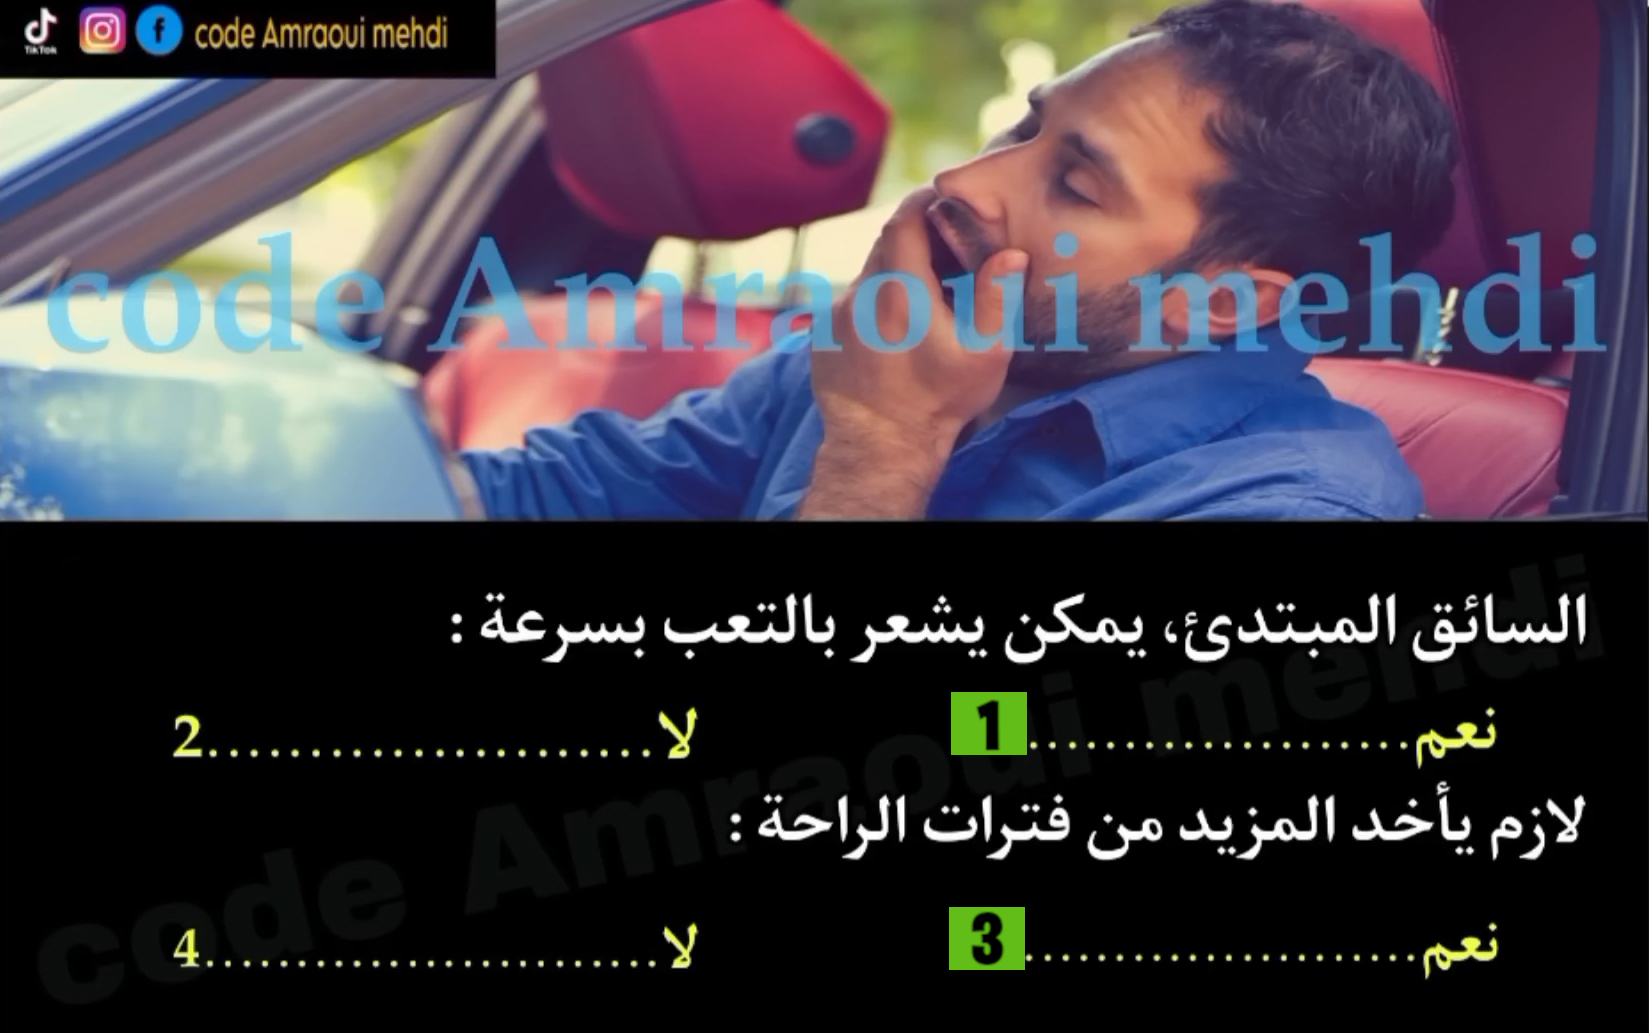 TikTok
code Amraoui mehdi
code Amraoui mehdi
السائق المبتدئ، يمكن يشعر بالتعب بسرعة :
نعم...................1 لا......................2
لازم يأخد المزيد من فترات الراحة :
نعم....................3 لا.......................4
code Amraoui mehdi